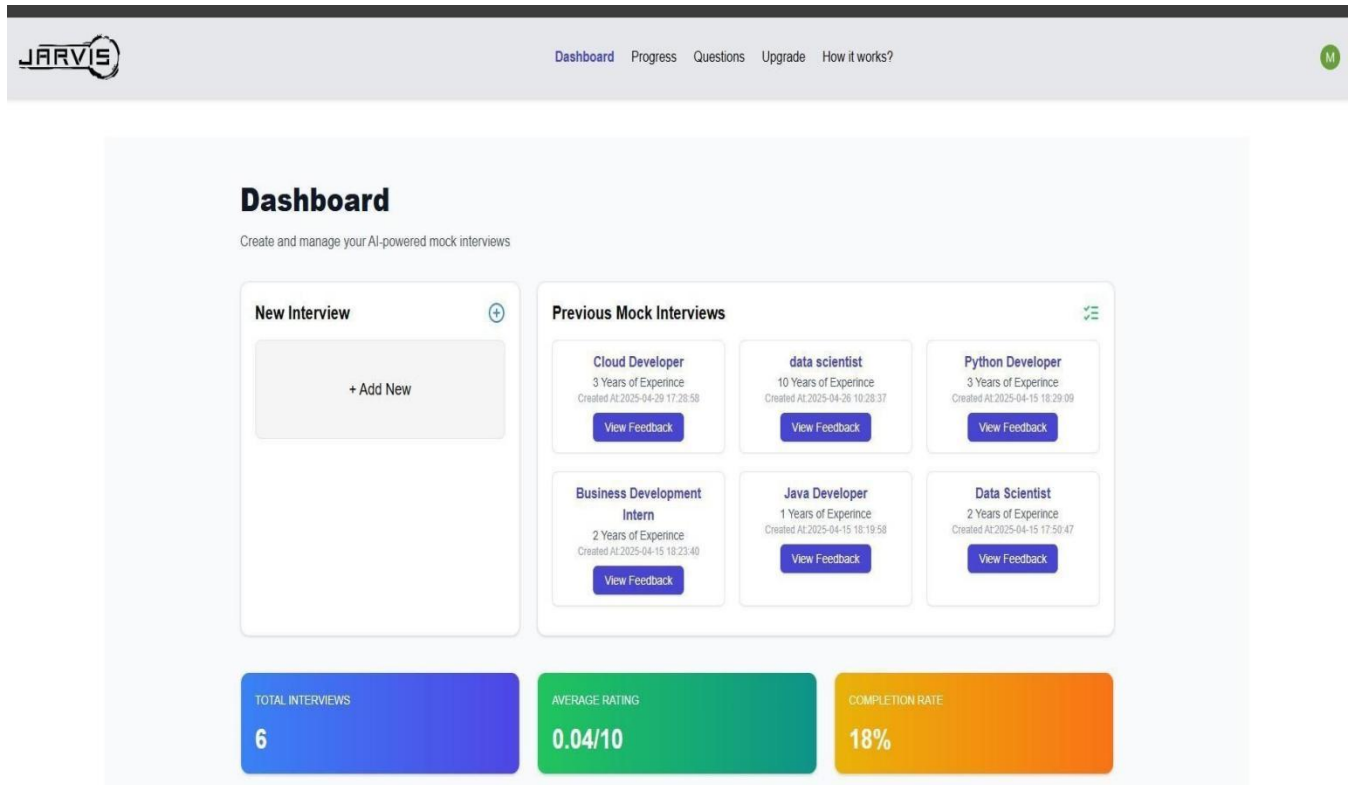 JARVIS
Dashboard Progress Questions Upgrade How it works?
M
Dashboard
Create and manage your AI-powered mock interviews
New Interview
+ Add New
Previous Mock Interviews
Cloud Developer
3 Years of Experince
Created At:2025-04-29 17:28:58
View Feedback
data scientist
10 Years of Experince
Created At:2025-04-26 10:28:37
View Feedback
Python Developer
3 Years of Experince
Created At:2025-04-15 18:29:09
View Feedback
Business Development
Intern
2 Years of Experince
Created At:2025-04-15 18:23:40
View Feedback
Java Developer
1 Years of Experince
Created At:2025-04-15 18:19:58
View Feedback
Data Scientist
2 Years of Experince
Created At:2025-04-15 17:50:47
View Feedback
TOTAL INTERVIEWS
6
AVERAGE RATING
0.04/10
COMPLETION RATE
18%